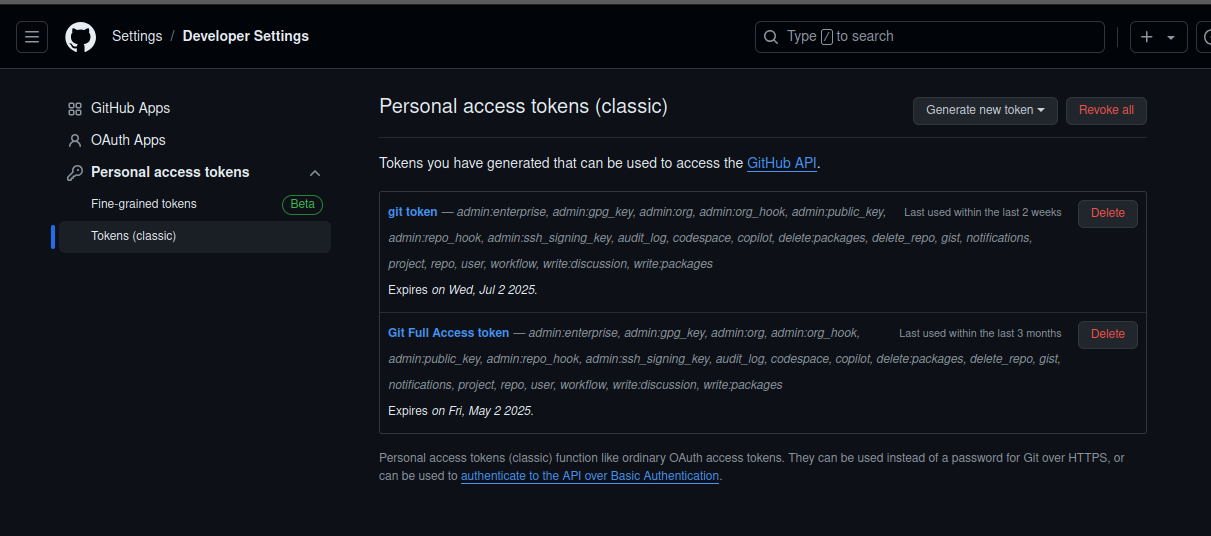 Settings / Developer Settings
Type / to search
GitHub Apps
OAuth Apps
Personal access tokens
Fine-grained tokens Beta
Tokens (classic)
Personal access tokens (classic)
Generate new token
Revoke all
Tokens you have generated that can be used to access the GitHub API.
git token — admin:enterprise, admin:gpg_key, admin:org, admin:org_hook, admin:public_key,
Last used within the last 2 weeks
Delete
admin:repo_hook, admin:ssh_signing_key, audit_log, codespace, copilot, delete:packages, delete_repo, gist, notifications,
project, repo, user, workflow, write:discussion, write:packages
Expires on Wed, Jul 2 2025.
Git Full Access token — admin:enterprise, admin:gpg_key, admin:org, admin:org_hook,
Last used within the last 3 months
Delete
admin:public_key, admin:repo_hook, admin:ssh_signing_key, audit_log, codespace, copilot, delete:packages, delete_repo, gist,
notifications, project, repo, user, workflow, write:discussion, write:packages
Expires on Fri, May 2 2025.
Personal access tokens (classic) function like ordinary OAuth access tokens. They can be used instead of a password for Git over HTTPS, or
can be used to authenticate to the API over Basic Authentication.